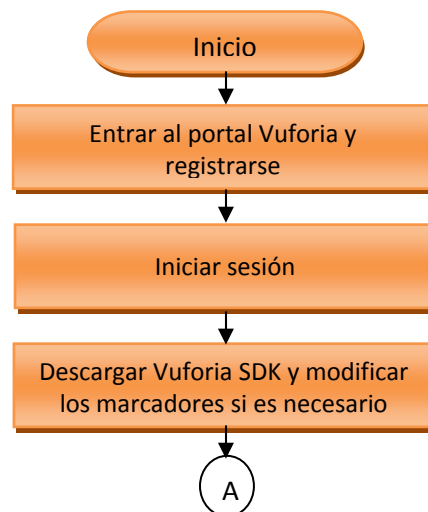 Inicio
Entrar al portal Vuforia y
registrarse
Iniciar sesión
Descargar Vuforia SDK y modificar
los marcadores si es necesario
A